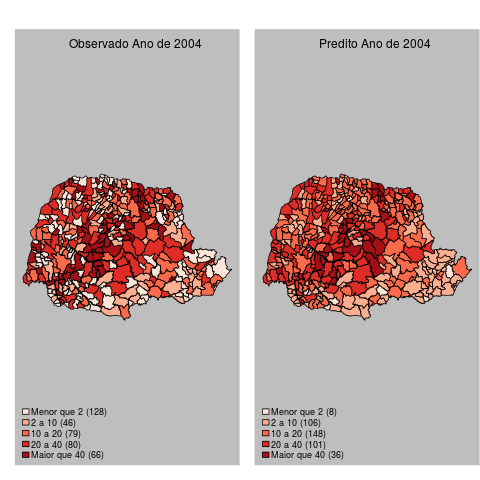 Observado Ano de 2004
Menor que 2 (128)
2 a 10 (46)
10 a 20 (79)
20 a 40 (80)
Maior que 40 (66)
Predito Ano de 2004
Menor que 2 (8)
2 a 10 (106)
10 a 20 (148)
20 a 40 (101)
Maior que 40 (36)